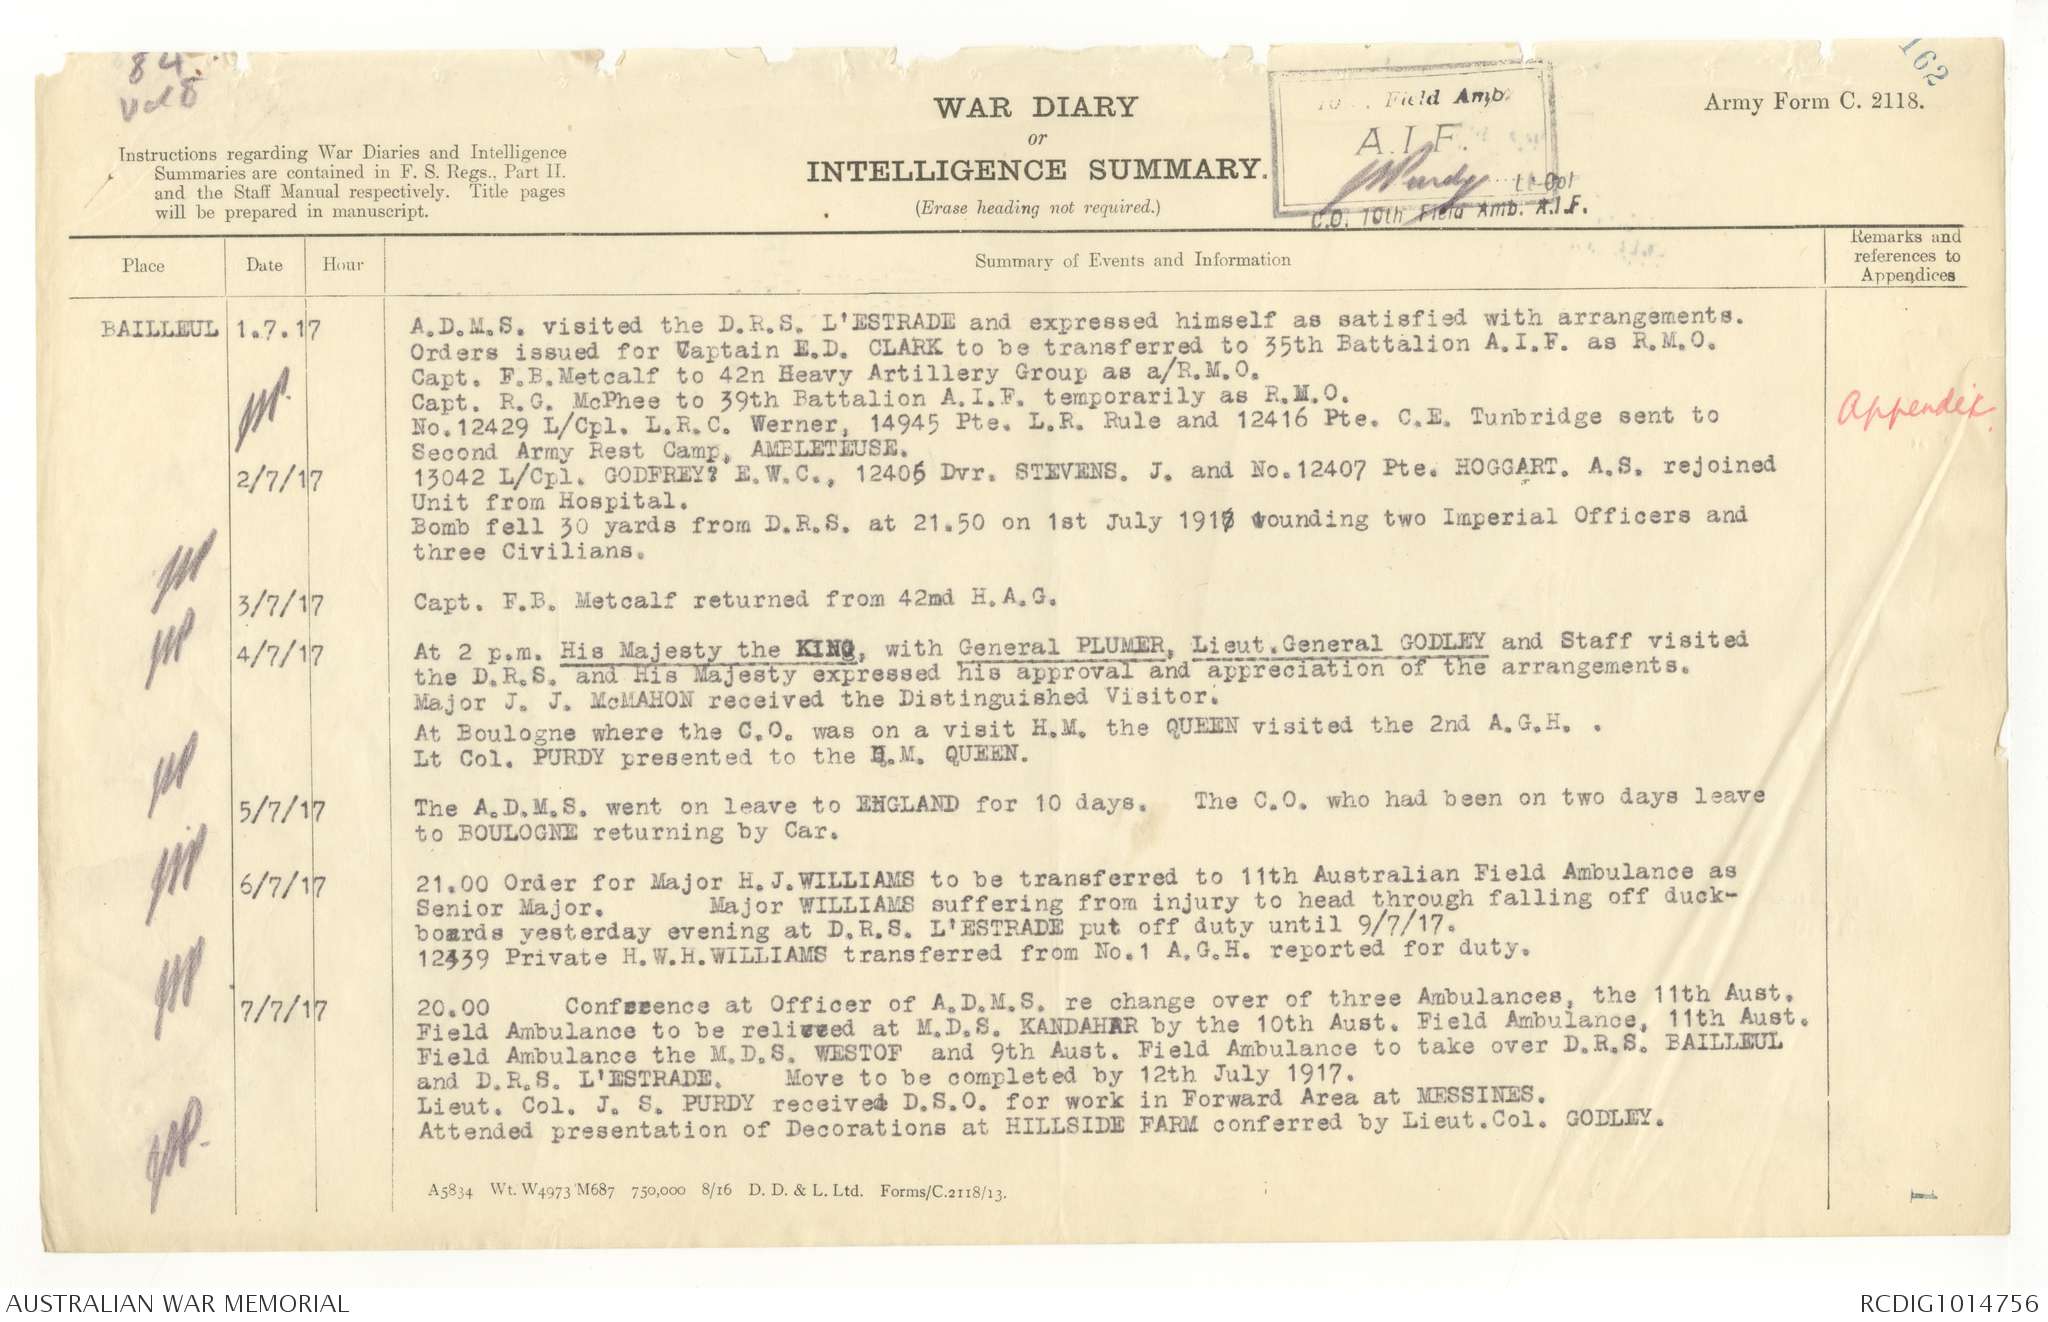 84
Vol 8
162
Army Form C. 2118.
WAR DIARY
or
INTELLIGENCE SUMMARY.
(Erase heading not required.)
Instructions regarding War Diaries and Intelligence
Summaries are contained in F. S. Regs., Part II.
and the Staff Manual respectively. Title pages
will be prepared in manuscript.
Field Amb.
A.I.F.
Purdy Lt Col
C.O. 10th Field Amb. A.I.F.
Place
Date
Hour
Summary of Events and Information
Remarks and
references to
Appendices
BAILLEUL 1.7.17 A.D.M.S. visited the D.R.S. L'ESTRADE and expressed himself as satisfied with arrangements.
Orders issued for Captain E.D. CLARK to be transferred to 35th Battalion A.I.F. as R.M.O.
Capt. F.B.Metcalf to 42n Heavy Artillery Group as a/R.M.O.
Capt. R.G. McPhee to 39th Battalion A.I.F. temporarily as R.M.O.
Appendix.
No.12429 L/Cpl. L.R.C. Werner, 14945 Pte. L.R. Rule and 12416 Pte. C.E. Tunbridge sent to
Second Army Rest Camp, AMBLETEUSE.
2/7/17 13042 L/Cpl. GODFREY? E.W.C., 12406 Dvr. STEVENS. J. and No.12407 Pte. HOGGART. A.S. rejoined
Unit from Hospital.
Bomb fell 30 yards from D.R.S. at 21.50 on 1st July 1917 wounding two Imperial Officers and
three Civilians.
3/7/17 Capt. F.B. Metcalf returned from 42md H.A.G.
4/7/17 At 2 p.m. His Majesty the KING, with General PLUMER, Lieut.General GODLEY and Staff visited
the D.R.S. and His Majesty expressed his approval and appreciation of the arrangements.
Major J. J. McMAHON received the Distinguished Visitor.
At Boulogne where the C.O. was on a visit H.M. the QUEEN visited the 2nd A.G.H. .
Lt Col. PURDY presented to the H.M. QUEEN.
5/7/17 The A.D.M.S. went on leave to ENGLAND for 10 days. The C.O. who had been on two days leave
to BOULOGNE returning by Car.
6/7/17 21.00 Order for Major H.J.WILLIAMS to be transferred to 11th Australian Field Ambulance as
Senior Major. Major WILLIAMS suffering from injury to head through falling off duck-
boards yesterday evening at D.R.S. L'ESTRADE put off duty until 9/7/17.
12439 Private H.W.H.WILLIAMS transferred from No.1 A.G.H. reported for duty.
7/7/17 20.00 Conference at Officer of A.D.M.S. re change over of three Ambulances, the 11th Aust.
Field Ambulance to be relieved at M.D.S. KANDAHAR by the 10th Aust. Field Ambulance, 11th Aust.
Field Ambulance the M.D.S. WESTOF and 9th Aust. Field Ambulance to take over D.R.S. BAILLEUL
and D.R.S. L'ESTRADE. Move to be completed by 12th July 1917.
Lieut. Col. J. S. PURDY received D.S.O. for work in Forward Area at MESSINES.
Attended presentation of Decorations at HILLSIDE FARM conferred by Lieut.Col. GODLEY.
A5834 Wt. W4973 M687 750,000 8/16 D. D. & L. Ltd. Forms/C.2118/13.
1
AUSTRALIAN WAR MEMORIAL
RCDIG1014756